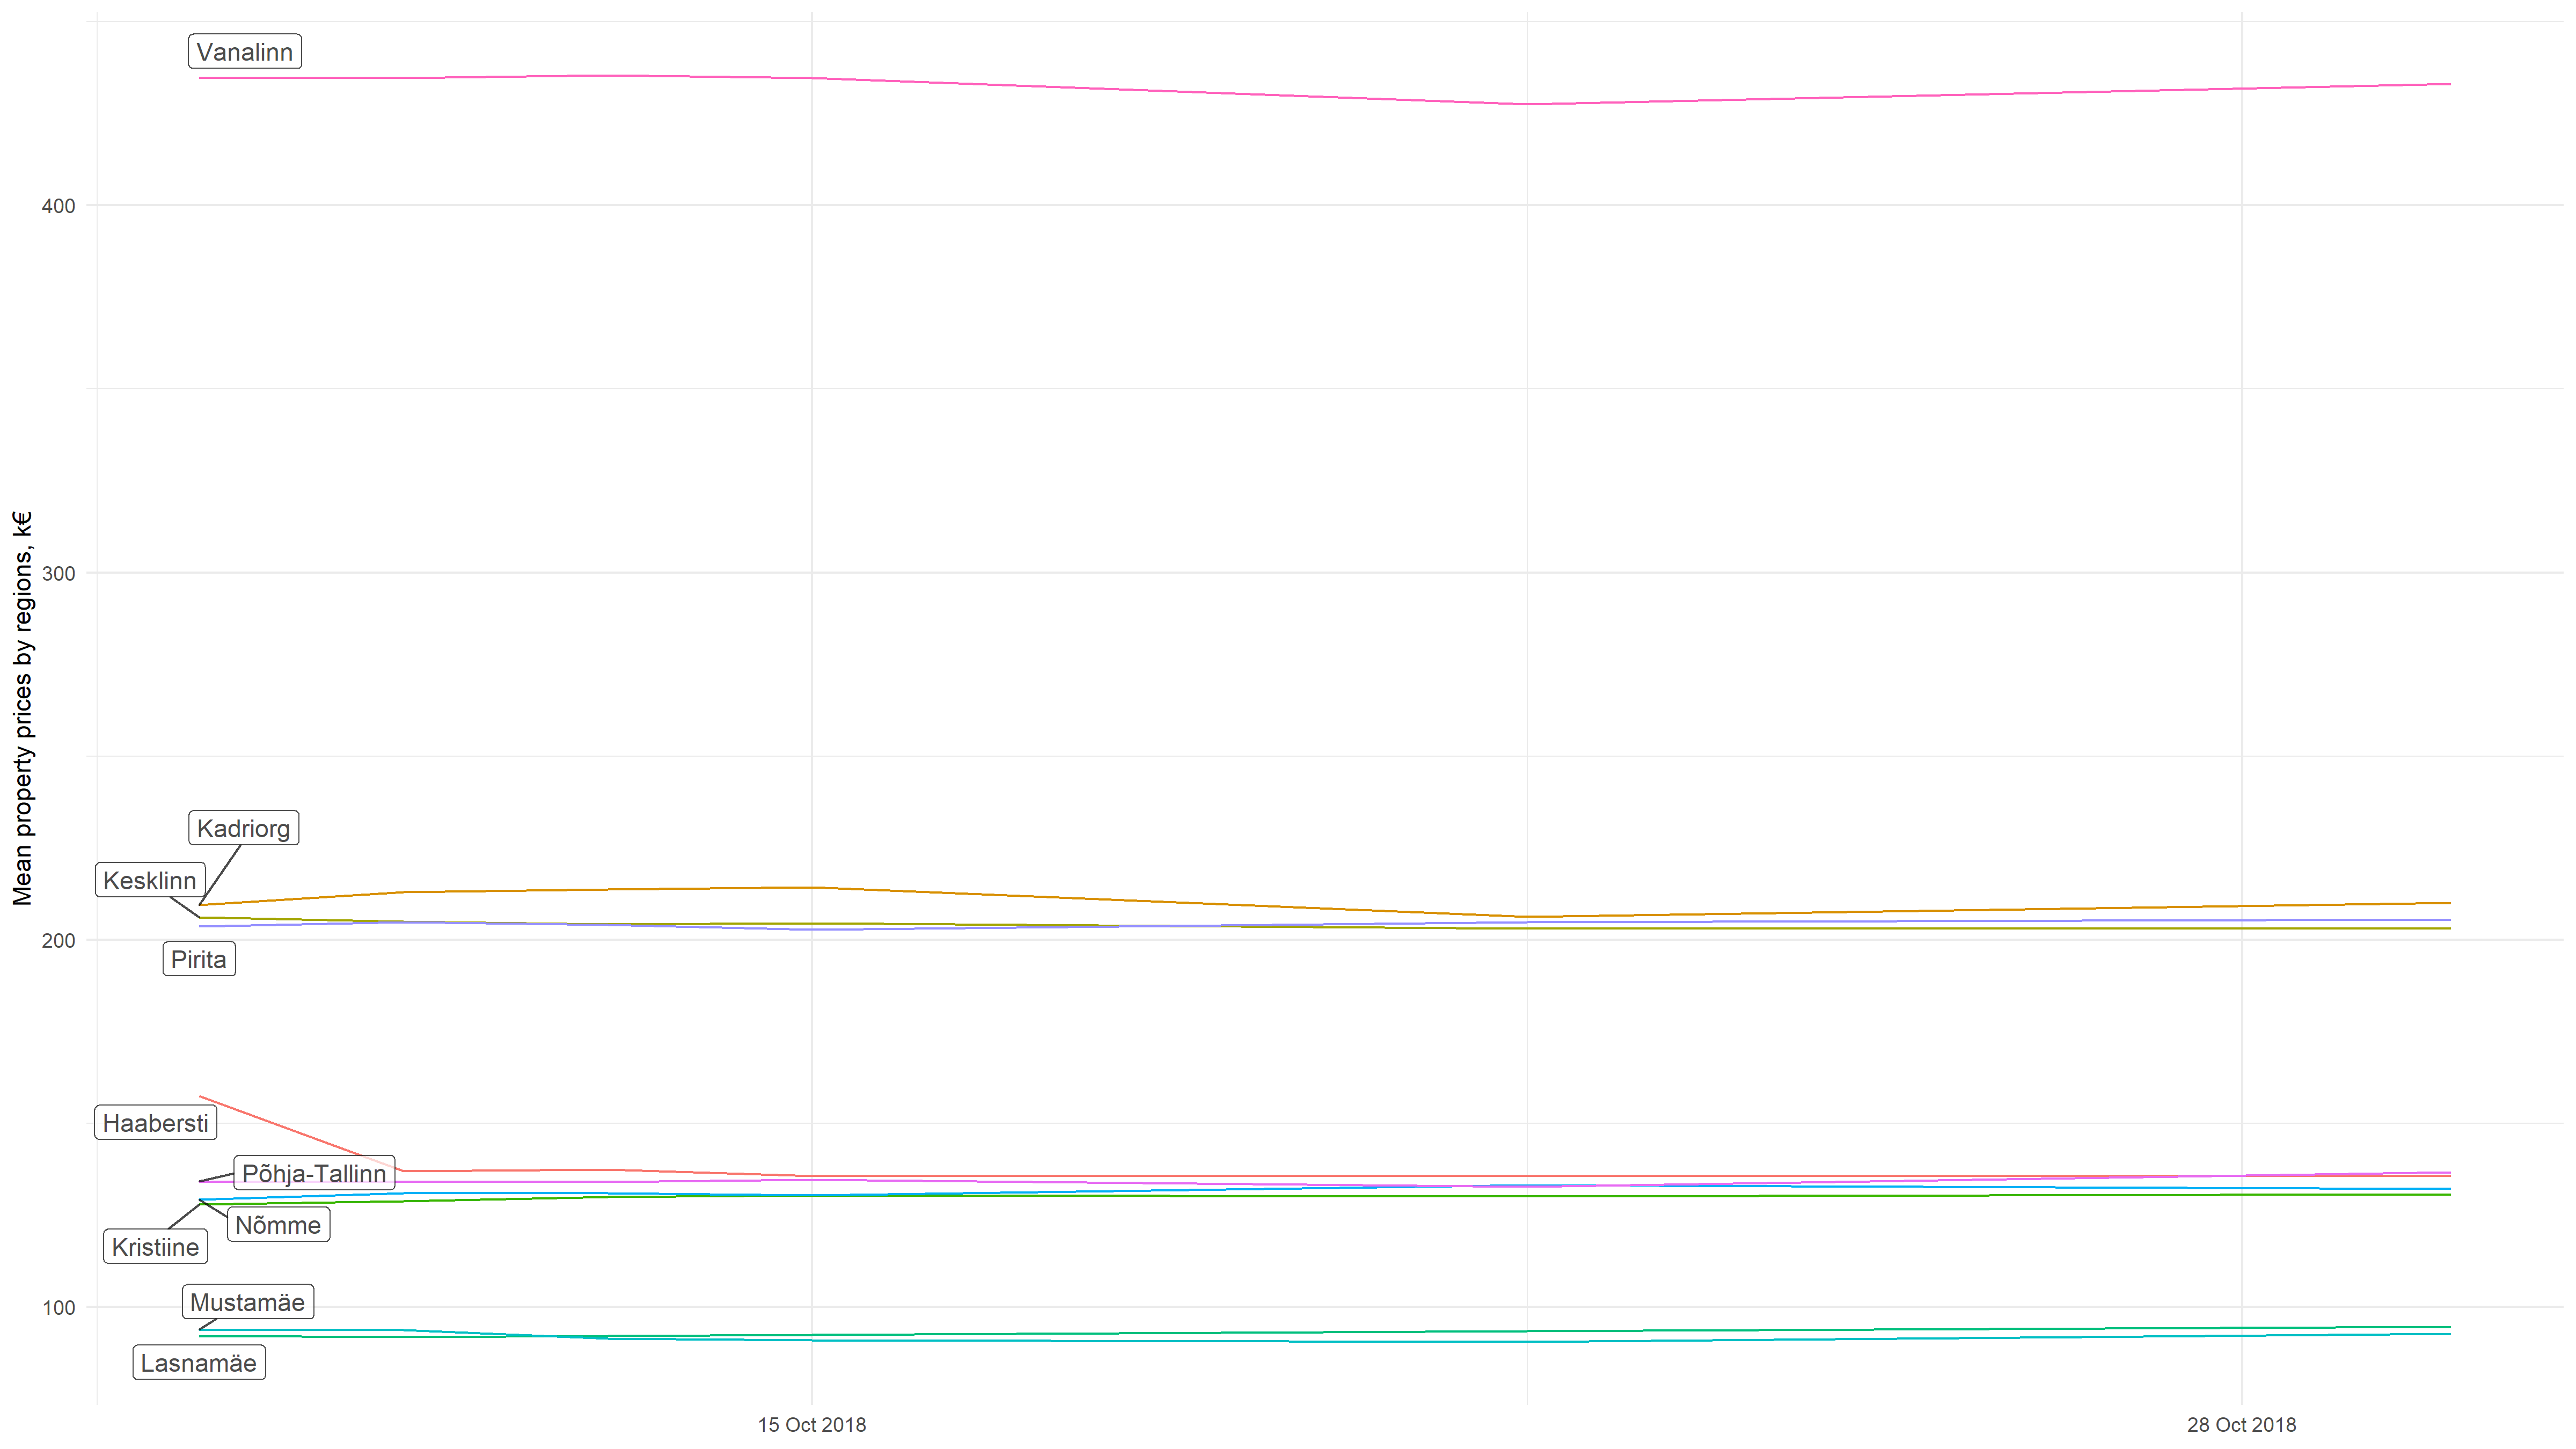 Mean property prices by regions, k€
400
300
200
100
Vanalinn
Kadriorg
Kesklinn
Pirita
Haabersti
Põhja-Tallinn
Nõmme
Kristiine
Mustamäe
Lasnamäe
15 Oct 2018
28 Oct 2018